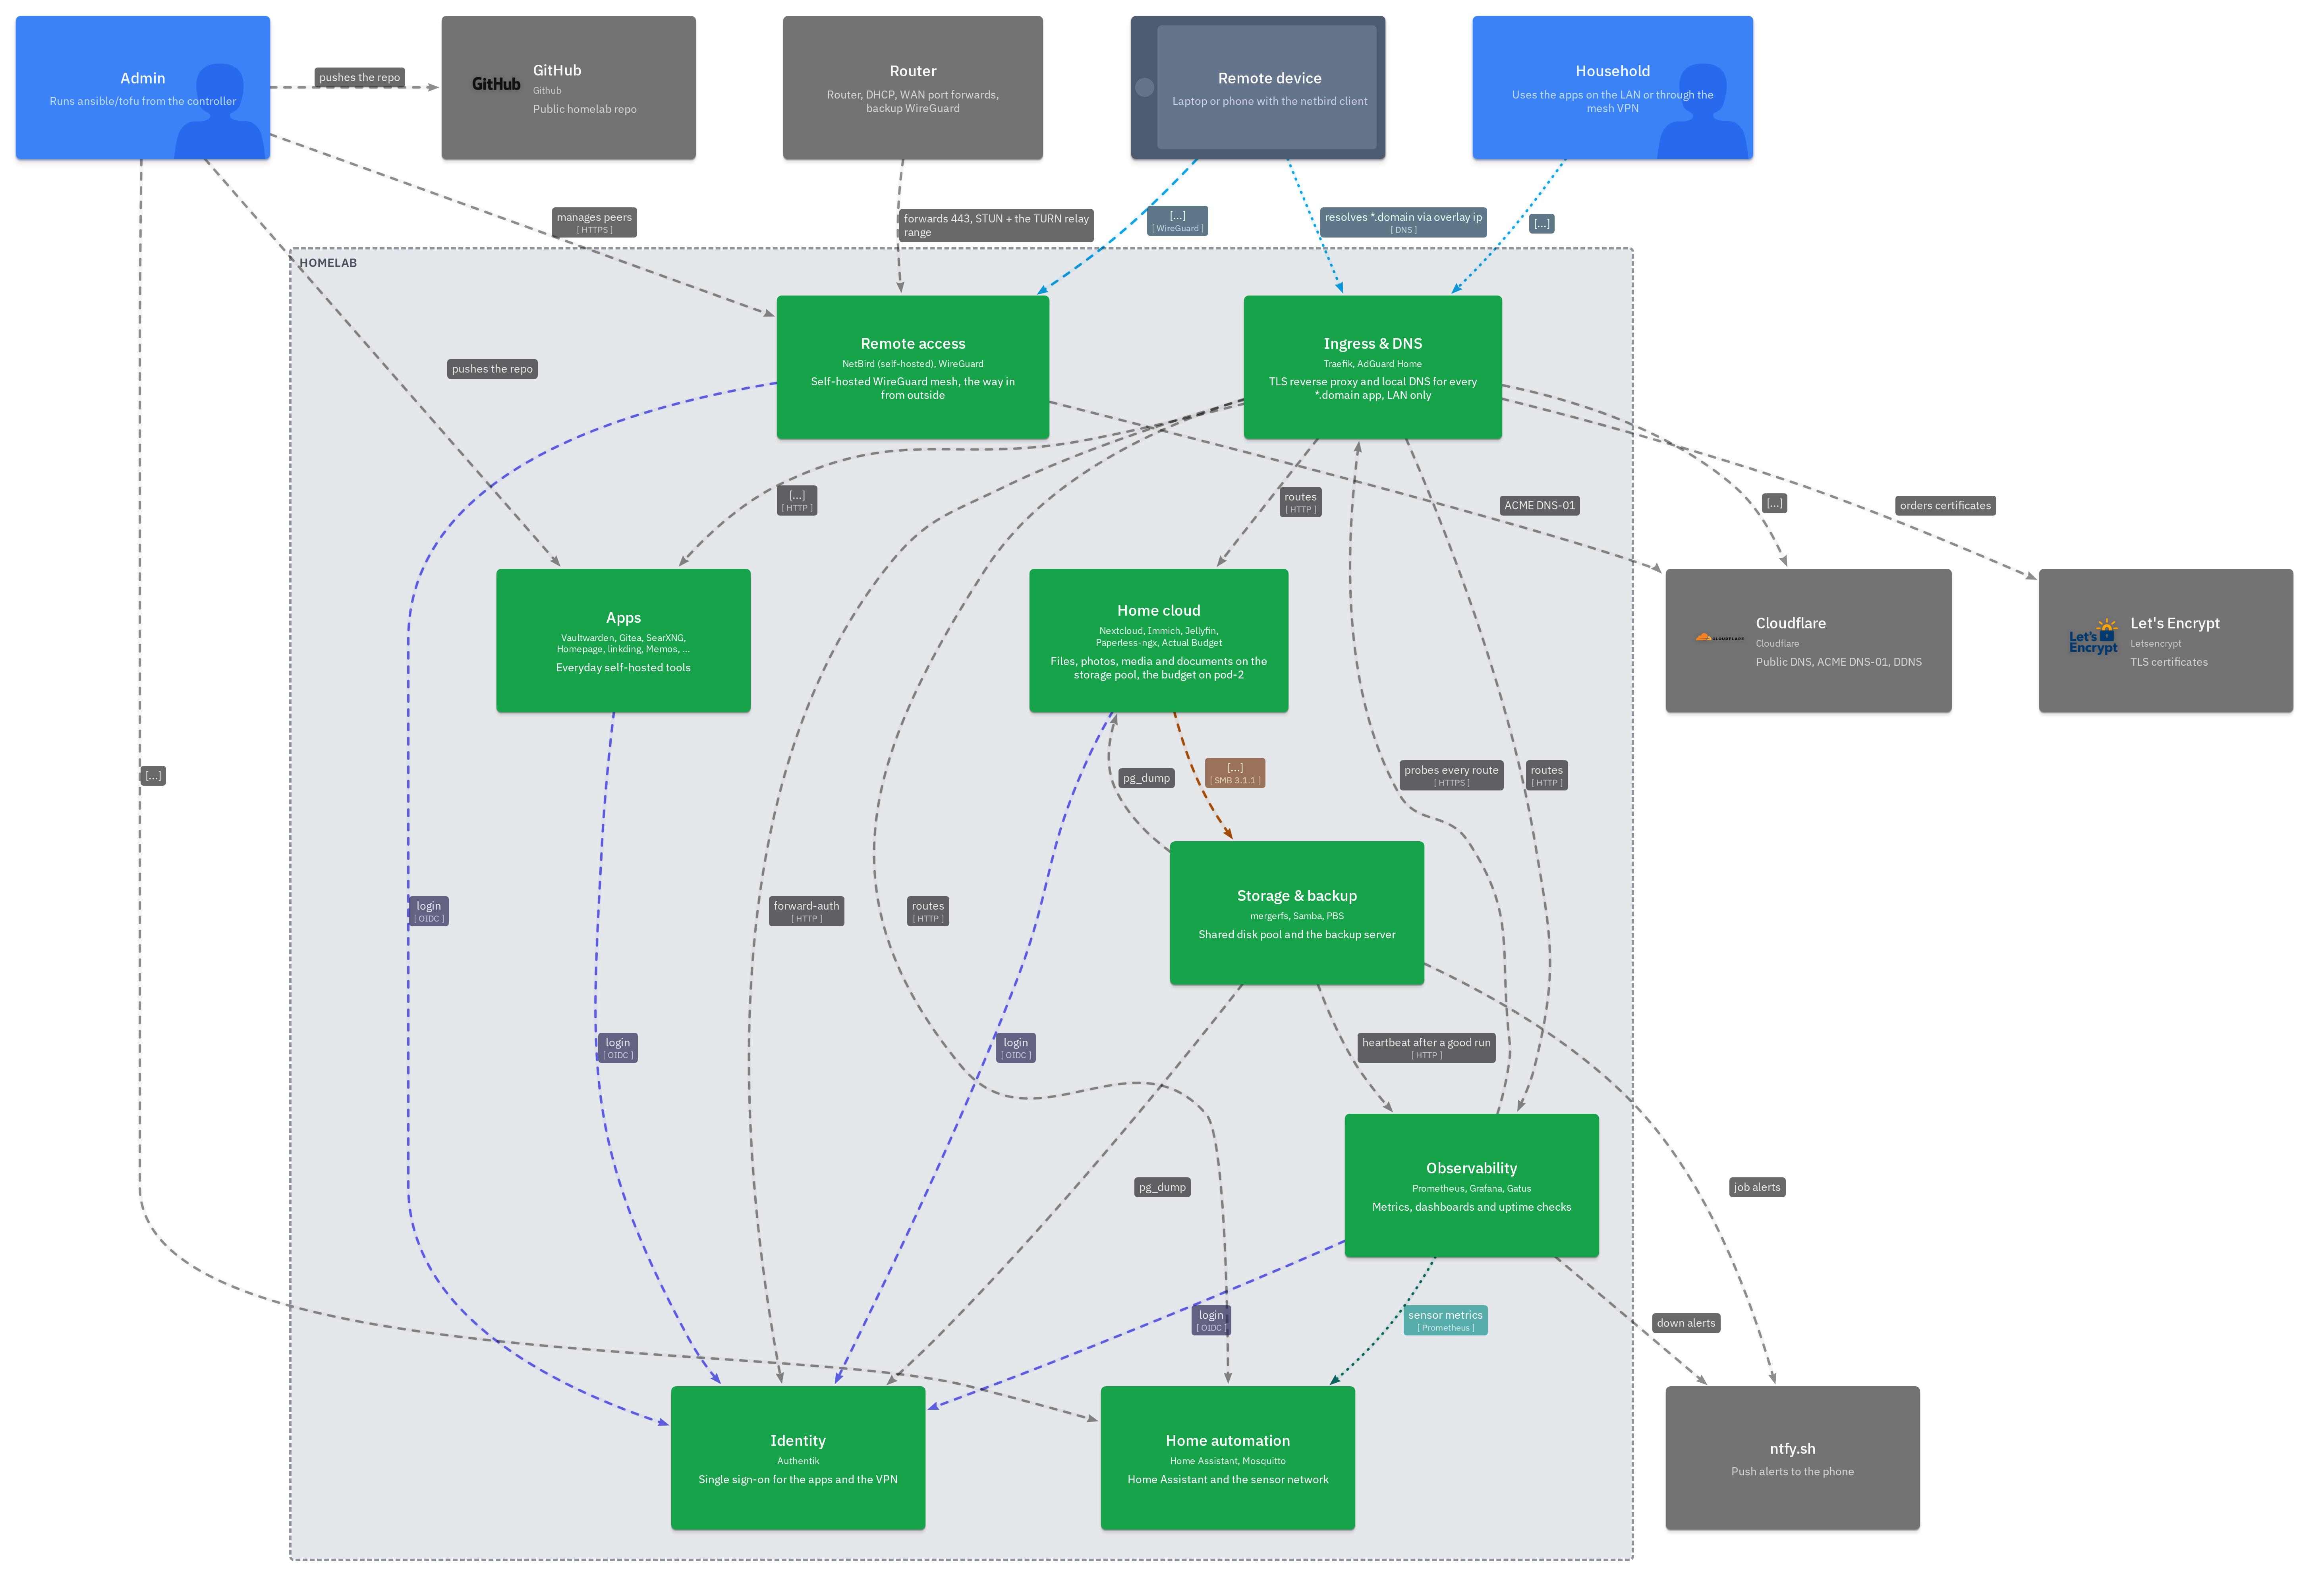 Admin
Runs ansible/tofu from the controller
pushes the repo
GitHub
GitHub
Github
Public homelab repo
Router
Router, DHCP, WAN port forwards,
backup WireGuard
Remote device
Laptop or phone with the netbird client
Household
Uses the apps on the LAN or through the
mesh VPN
manages peers
[ HTTPS ]
forwards 443, STUN + the TURN relay
range
[...]
[ WireGuard ]
resolves *.domain via overlay ip
[ DNS ]
[...]
HOMELAB
Remote access
NetBird (self-hosted), WireGuard
Self-hosted WireGuard mesh, the way in
from outside
Ingress & DNS
Traefik, AdGuard Home
TLS reverse proxy and local DNS for every
*.domain app, LAN only
pushes the repo
[...]
[ HTTP ]
routes
[ HTTP ]
ACME DNS-01
[...]
orders certificates
Apps
Vaultwarden, Gitea, SearXNG,
Homepage, linkding, Memos, ...
Everyday self-hosted tools
Home cloud
Nextcloud, Immich, Jellyfin,
Paperless-ngx, Actual Budget
Files, photos, media and documents on the
storage pool, the budget on pod-2
CLOUDFLARE
Cloudflare
Cloudflare
Public DNS, ACME DNS-01, DDNS
Let's
Encrypt
Let's Encrypt
Letsencrypt
TLS certificates
[...]
pg_dump
[...]
[ SMB 3.1.1 ]
probes every route
[ HTTPS ]
routes
[ HTTP ]
Storage & backup
mergerfs, Samba, PBS
Shared disk pool and the backup server
login
[ OIDC ]
forward-auth
[ HTTP ]
routes
[ HTTP ]
login
[ OIDC ]
login
[ OIDC ]
heartbeat after a good run
[ HTTP ]
Observability
Prometheus, Grafana, Gatus
Metrics, dashboards and uptime checks
pg_dump
job alerts
login
[ OIDC ]
sensor metrics
[ Prometheus ]
down alerts
Identity
Authentik
Single sign-on for the apps and the VPN
Home automation
Home Assistant, Mosquitto
Home Assistant and the sensor network
ntfy.sh
Push alerts to the phone